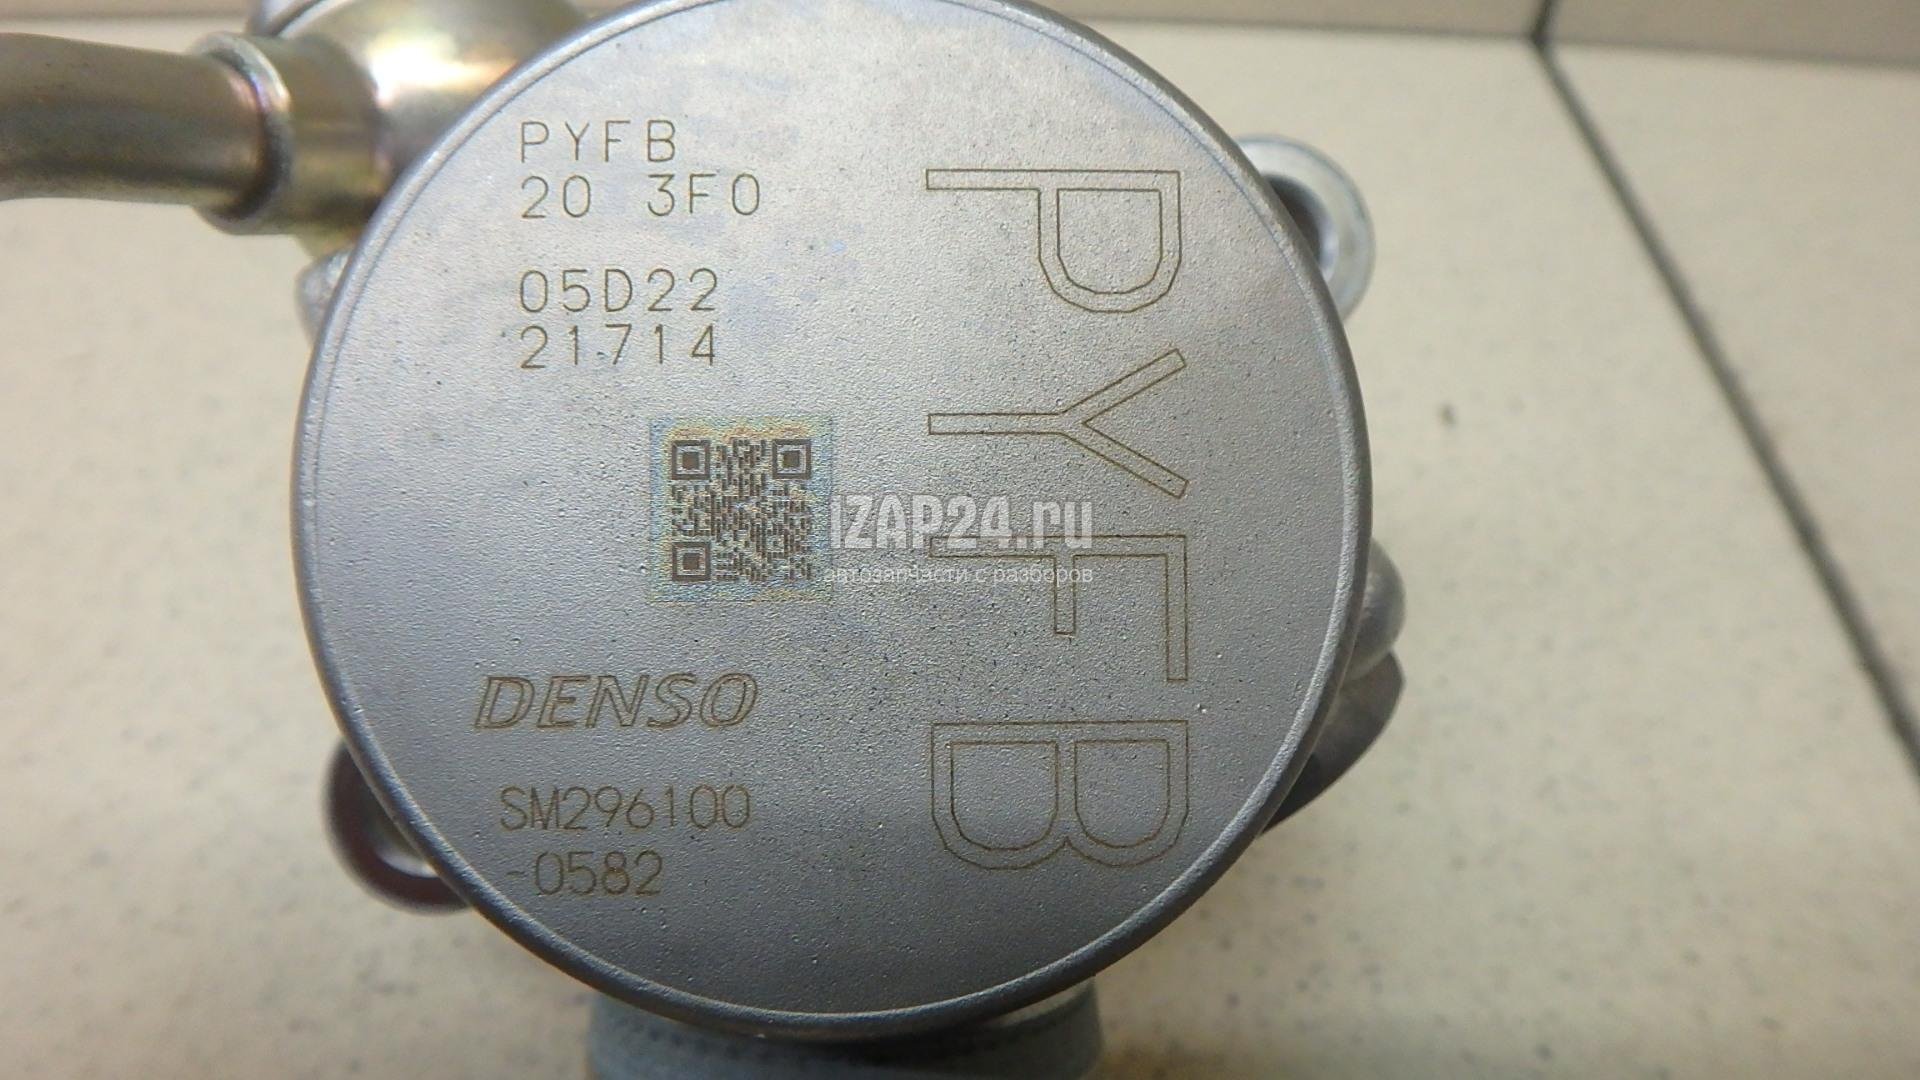 PYFB
20 3F0
05D22
21714
DENSO
SM296100
-0582
PYFB
IZAP24.ru
автозапчасти с разборов